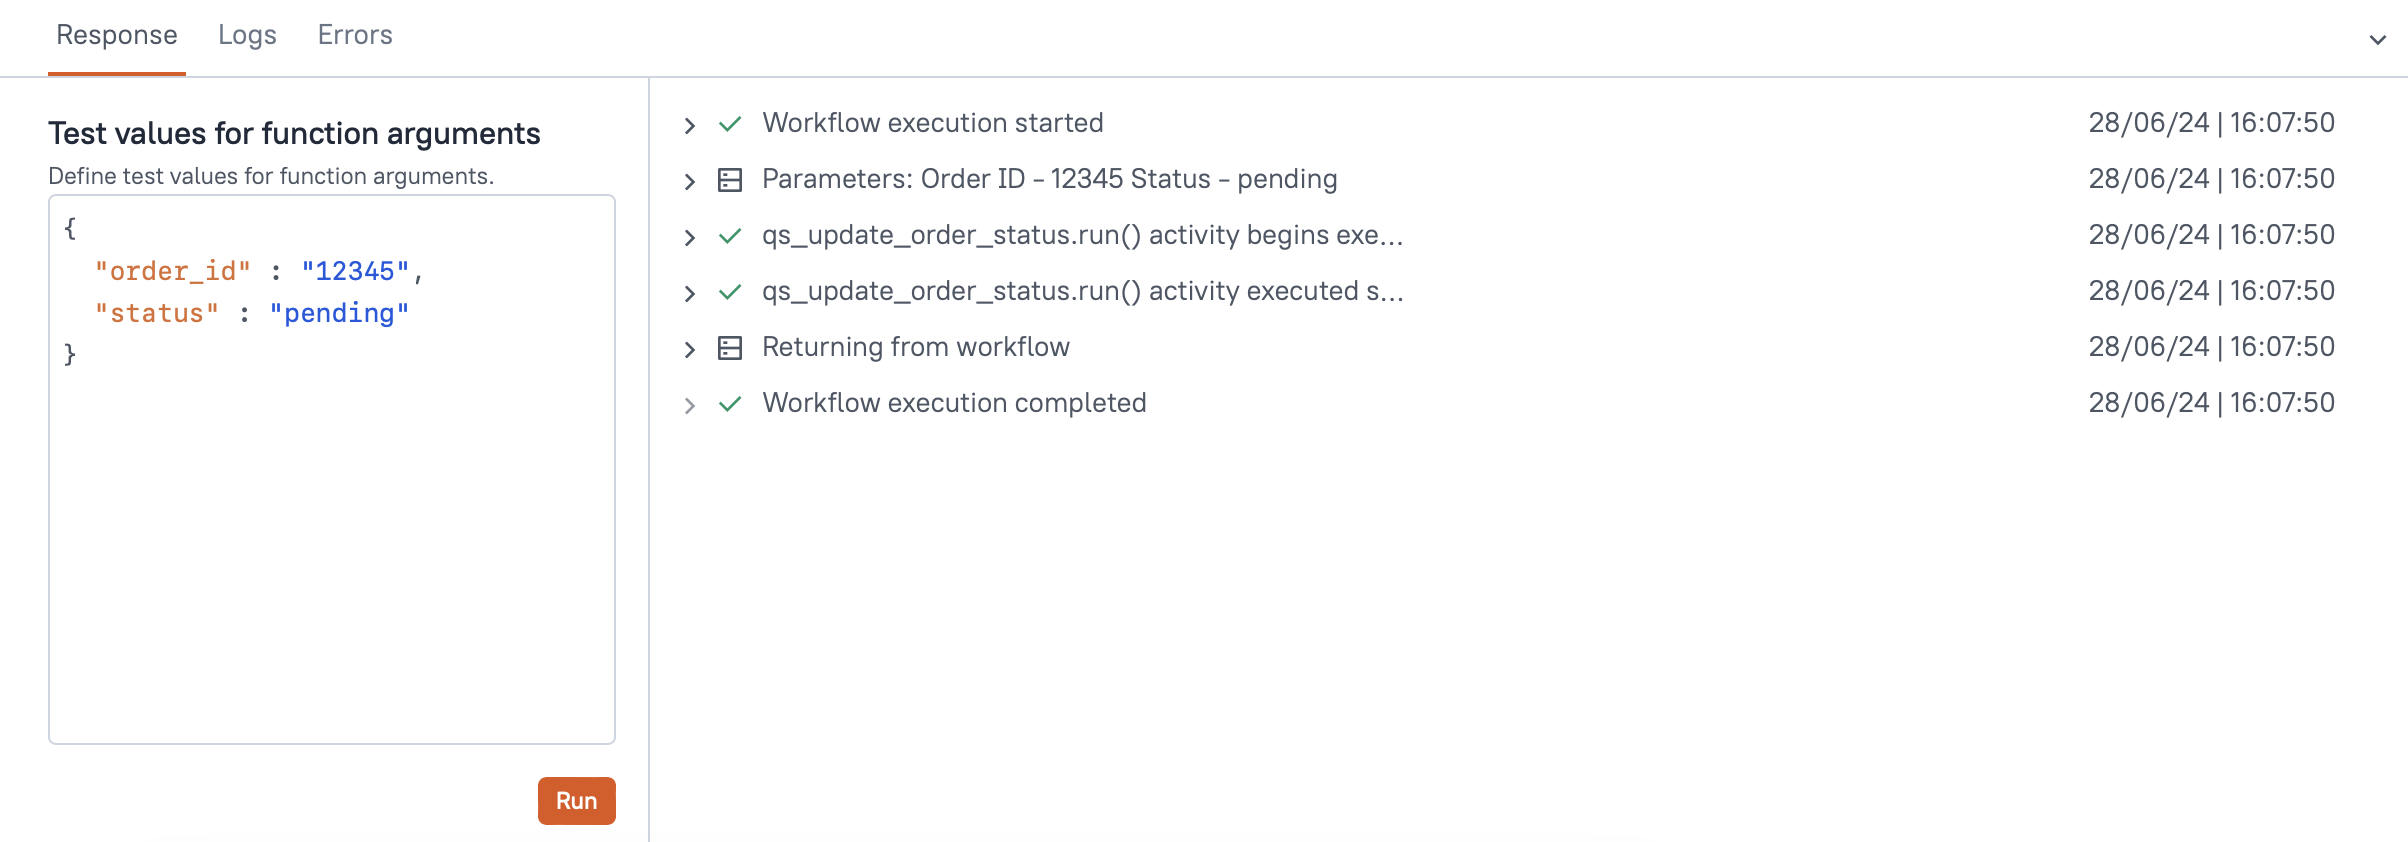 Response Logs Errors
Test values for function arguments
Define test values for function arguments.
{
"order_id" : "12345",
"status" : "pending"
}
Run
Workflow execution started 28/06/24 | 16:07:50
Parameters: Order ID - 12345 Status - pending 28/06/24 | 16:07:50
qs_update_order_status.run() activity begins exe... 28/06/24 | 16:07:50
qs_update_order_status.run() activity executed s... 28/06/24 | 16:07:50
Returning from workflow 28/06/24 | 16:07:50
Workflow execution completed 28/06/24 | 16:07:50